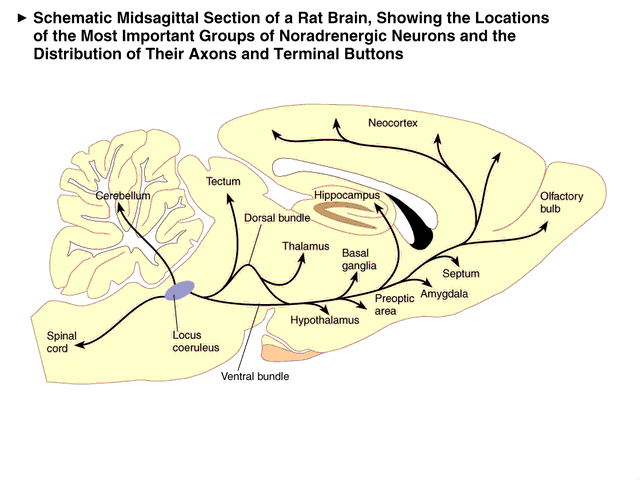 ► Schematic Midsagittal Section of a Rat Brain, Showing the Locations
of the Most Important Groups of Noradrenergic Neurons and the
Distribution of Their Axons and Terminal Buttons
Neocortex
Cerebellum
Tectum
Hippocampus
Olfactory
bulb
Dorsal bundle
Thalamus
Basal
ganglia
Septum
Amygdala
Preoptic
area
Hypothalamus
Spinal
cord
Locus
coeruleus
Ventral bundle